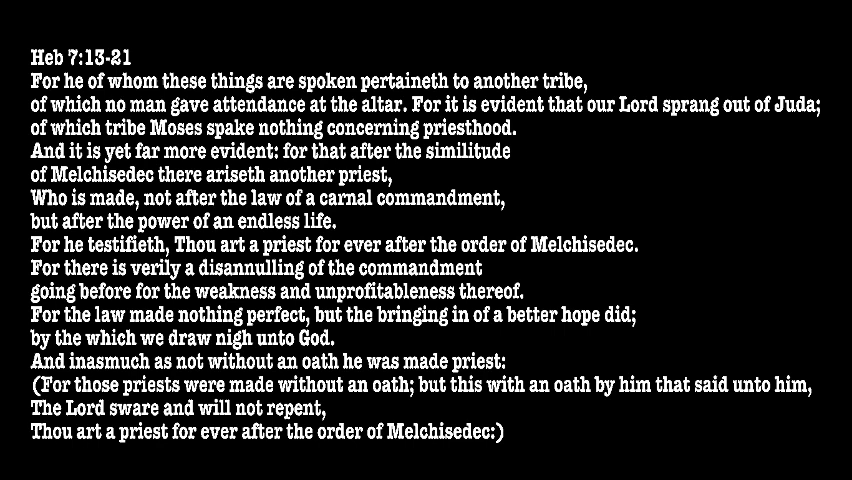 Heb 7:13-21
For he of whom these things are spoken pertaineth to another tribe,
of which no man gave attendance at the altar. For it is evident that our Lord sprang out of Juda;
of which tribe Moses spake nothing concerning priesthood.
And it is yet far more evident: for that after the similitude
of Melchisedec there ariseth another priest,
Who is made, not after the law of a carnal commandment,
but after the power of an endless life.
For he testifieth, Thou art a priest for ever after the order of Melchisedec.
For there is verily a disannulling of the commandment
going before for the weakness and unprofitableness thereof.
For the law made nothing perfect, but the bringing in of a better hope did;
by the which we draw nigh unto God.
And inasmuch as not without an oath he was made priest:
(For those priests were made without an oath; but this with an oath by him that said unto him,
The Lord sware and will not repent,
Thou art a priest for ever after the order of Melchisedec:)